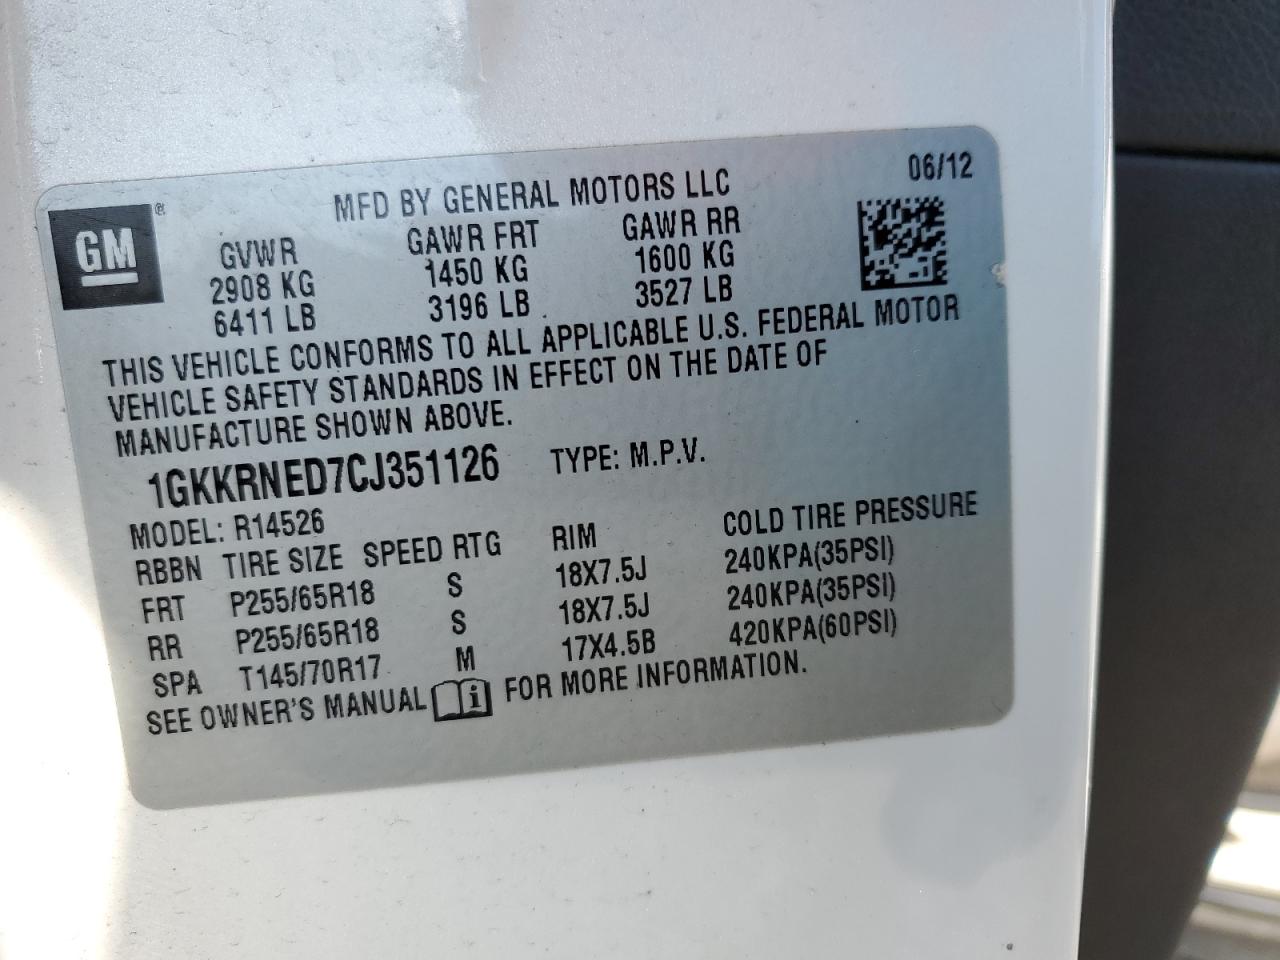 GM ®
MFD BY GENERAL MOTORS LLC 06/12
GVWR GAWR FRT GAWR RR
2908 KG 1450 KG 1600 KG
6411 LB 3196 LB 3527 LB
THIS VEHICLE CONFORMS TO ALL APPLICABLE U.S. FEDERAL MOTOR
VEHICLE SAFETY STANDARDS IN EFFECT ON THE DATE OF
MANUFACTURE SHOWN ABOVE.
1GKKRNED7CJ351126 TYPE: M.P.V.
MODEL: R14526
RBBN TIRE SIZE SPEED RTG RIM COLD TIRE PRESSURE
FRT P255/65R18 S 18X7.5J 240KPA(35PSI)
RR P255/65R18 S 18X7.5J 240KPA(35PSI)
SPA T145/70R17 M 17X4.5B 420KPA(60PSI)
SEE OWNER'S MANUAL i FOR MORE INFORMATION.